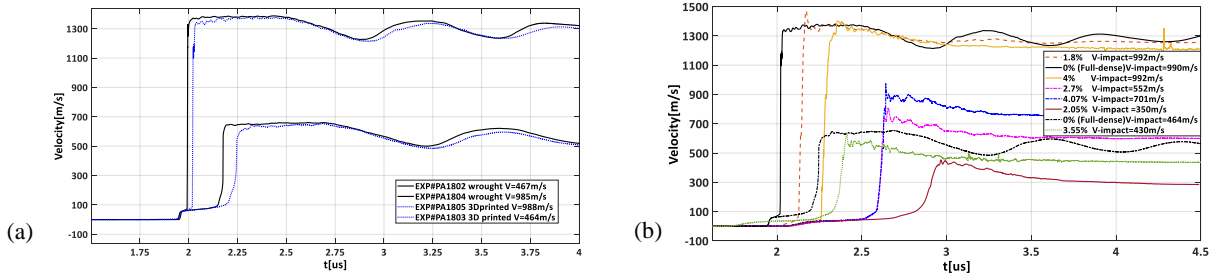 1300
1100
900
700
500
300
100
-100
Velocity[m/s]
1.75
2
2.25
2.5
2.75
3
3.25
3.5
3.75
4
t[us]
EXP#PA1802 wrought V=467m/s
EXP#PA1804 wrought V=985m/s
EXP#PA1805 3Dprinted V=988m/s
EXP#PA1803 3D printed V=464m/s
(a)
1500
1300
1100
900
700
500
300
100
-100
Velocity[m/s]
2
2.5
3
3.5
4
4.5
t[us]
1.8% V-impact=992m/s
0% (Full-dense)V-impact=990m/s
4% V-impact=992m/s
2.7% V-impact=552m/s
4.07% V-impact=701m/s
2.05% V-impact=350m/s
0% (Full-dense)V-impact=464m/s
3.55% V-impact=430m/s
(b)